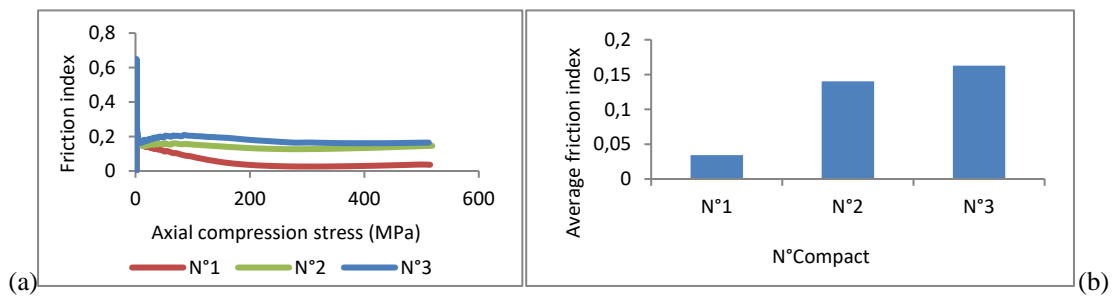 Friction index
0,8
0,6
0,4
0,2
0
0 200 400 600
Axial compression stress (MPa)
N°1 N°2 N°3
(a)
Average friction index
0,2
0,15
0,1
0,05
0
N°1 N°2 N°3
N°Compact
(b)